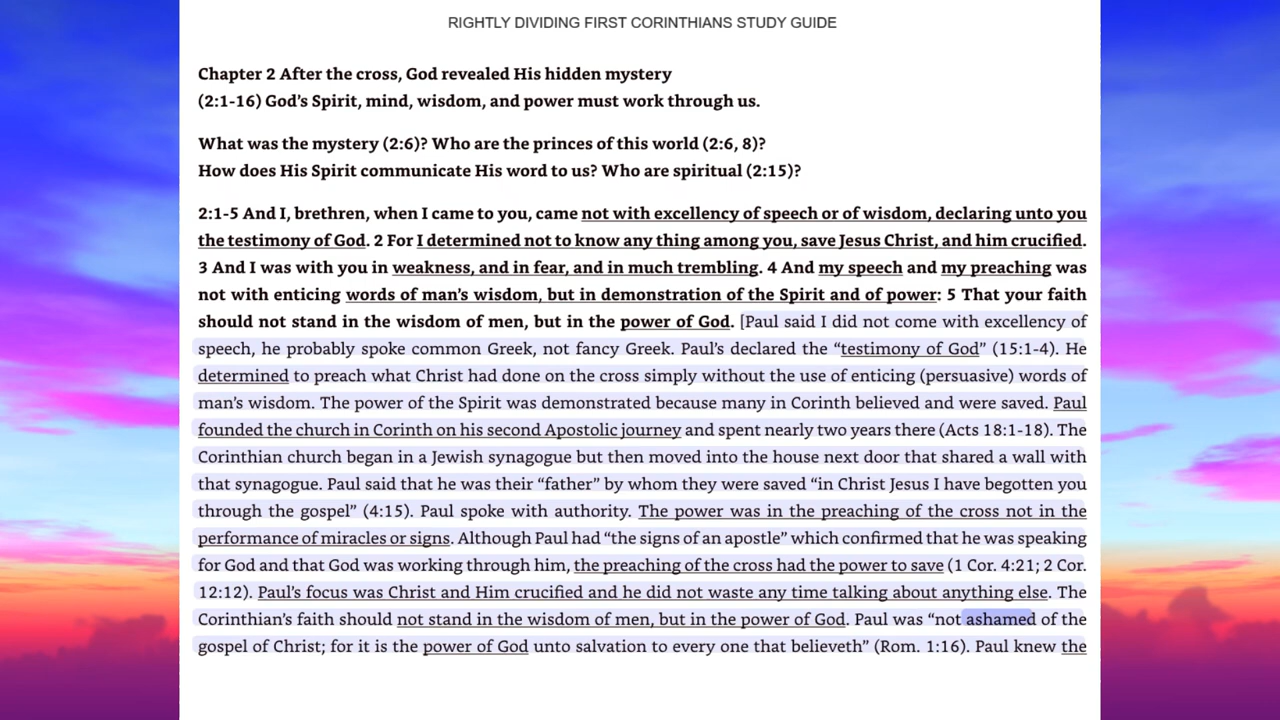 RIGHTLY DIVIDING FIRST CORINTHIANS STUDY GUIDE
Chapter 2 After the cross, God revealed His hidden mystery
(2:1-16) God’s Spirit, mind, wisdom, and power must work through us.
What was the mystery (2:6)? Who are the princes of this world (2:6, 8)?
How does His Spirit communicate His word to us? Who are spiritual (2:15)?
2:1-5 And I, brethren, when I came to you, came not with excellency of speech or of wisdom, declaring unto you
the testimony of God. 2 For I determined not to know any thing among you, save Jesus Christ, and him crucified.
3 And I was with you in weakness, and in fear, and in much trembling. 4 And my speech and my preaching was
not with enticing words of man’s wisdom, but in demonstration of the Spirit and of power: 5 That your faith
should not stand in the wisdom of men, but in the power of God. [Paul said I did not come with excellency of
speech, he probably spoke common Greek, not fancy Greek. Paul’s declared the “testimony of God” (15:1-4). He
determined to preach what Christ had done on the cross simply without the use of enticing (persuasive) words of
man’s wisdom. The power of the Spirit was demonstrated because many in Corinth believed and were saved. Paul
founded the church in Corinth on his second Apostolic journey and spent nearly two years there (Acts 18:1-18). The
Corinthian church began in a Jewish synagogue but then moved into the house next door that shared a wall with
that synagogue. Paul said that he was their “father” by whom they were saved “in Christ Jesus I have begotten you
through the gospel” (4:15). Paul spoke with authority. The power was in the preaching of the cross not in the
performance of miracles or signs. Although Paul had “the signs of an apostle” which confirmed that he was speaking
for God and that God was working through him, the preaching of the cross had the power to save (1 Cor. 4:21; 2 Cor.
12:12). Paul’s focus was Christ and Him crucified and he did not waste any time talking about anything else. The
Corinthian’s faith should not stand in the wisdom of men, but in the power of God. Paul was “not ashamed of the
gospel of Christ; for it is the power of God unto salvation to every one that believeth” (Rom. 1:16). Paul knew the